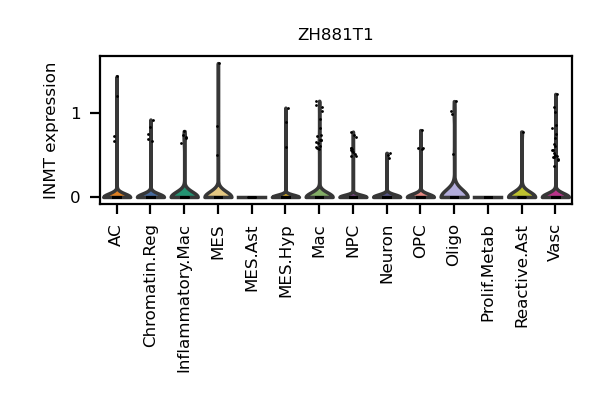 ZH881T1
INMT expression
1
0
AC
Chromatin.Reg
Inflammatory.Mac
MES
MES.Ast
MES.Hyp
Mac
NPC
Neuron
OPC
Oligo
Prolif.Metab
Reactive.Ast
Vasc